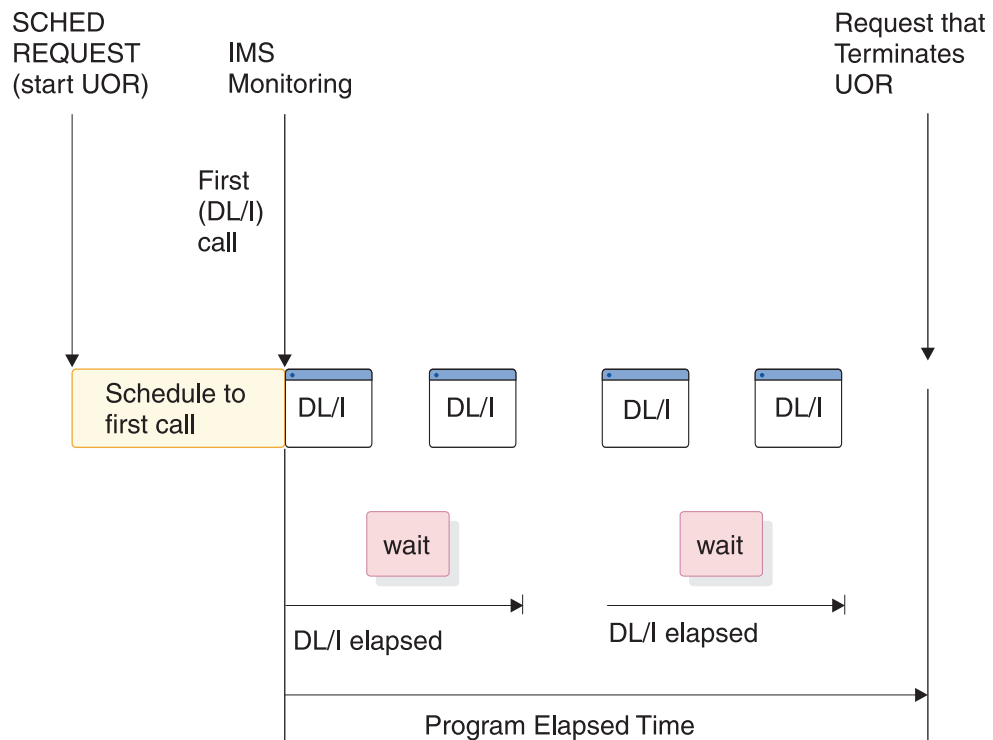 SCHED
REQUEST
(start UOR)
IMS
Monitoring
Request that
Terminates
UOR
First
(DL/I)
call
Schedule to
first call
DL/I
DL/I
DL/I
DL/I
wait
wait
DL/I elapsed
DL/I elapsed
Program Elapsed Time